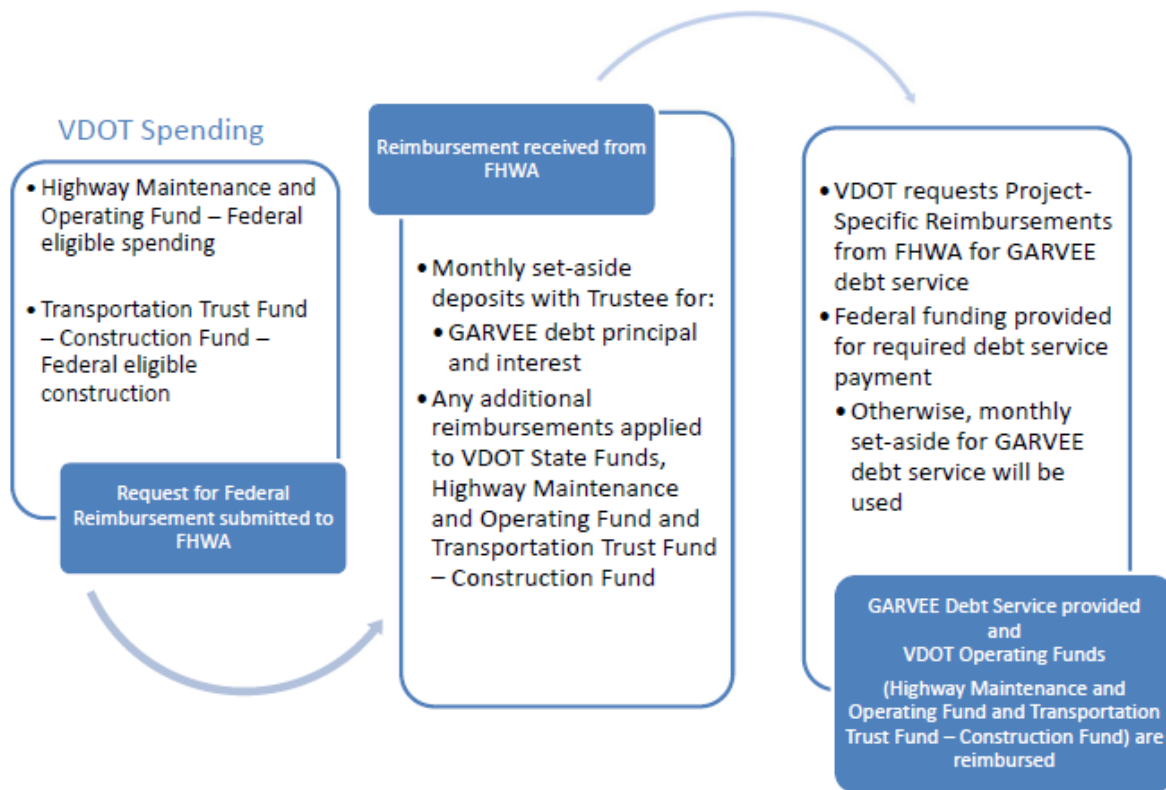 VDOT Spending
• Highway Maintenance and
Operating Fund – Federal
eligible spending
• Transportation Trust Fund
– Construction Fund –
Federal eligible
construction
Request for Federal
Reimbursement submitted to
FHWA
Reimbursement received from
FHWA
• Monthly set-aside
deposits with Trustee for:
• GARVEE debt principal
and interest
• Any additional
reimbursements applied
to VDOT State Funds,
Highway Maintenance
and Operating Fund and
Transportation Trust Fund
– Construction Fund
• VDOT requests Project-
Specific Reimbursements
from FHWA for GARVEE
debt service
• Federal funding provided
for required debt service
payment
• Otherwise, monthly
set-aside for GARVEE
debt service will be
used
GARVEE Debt Service provided
and
VDOT Operating Funds
(Highway Maintenance and
Operating Fund and Transportation
Trust Fund – Construction Fund) are
reimbursed